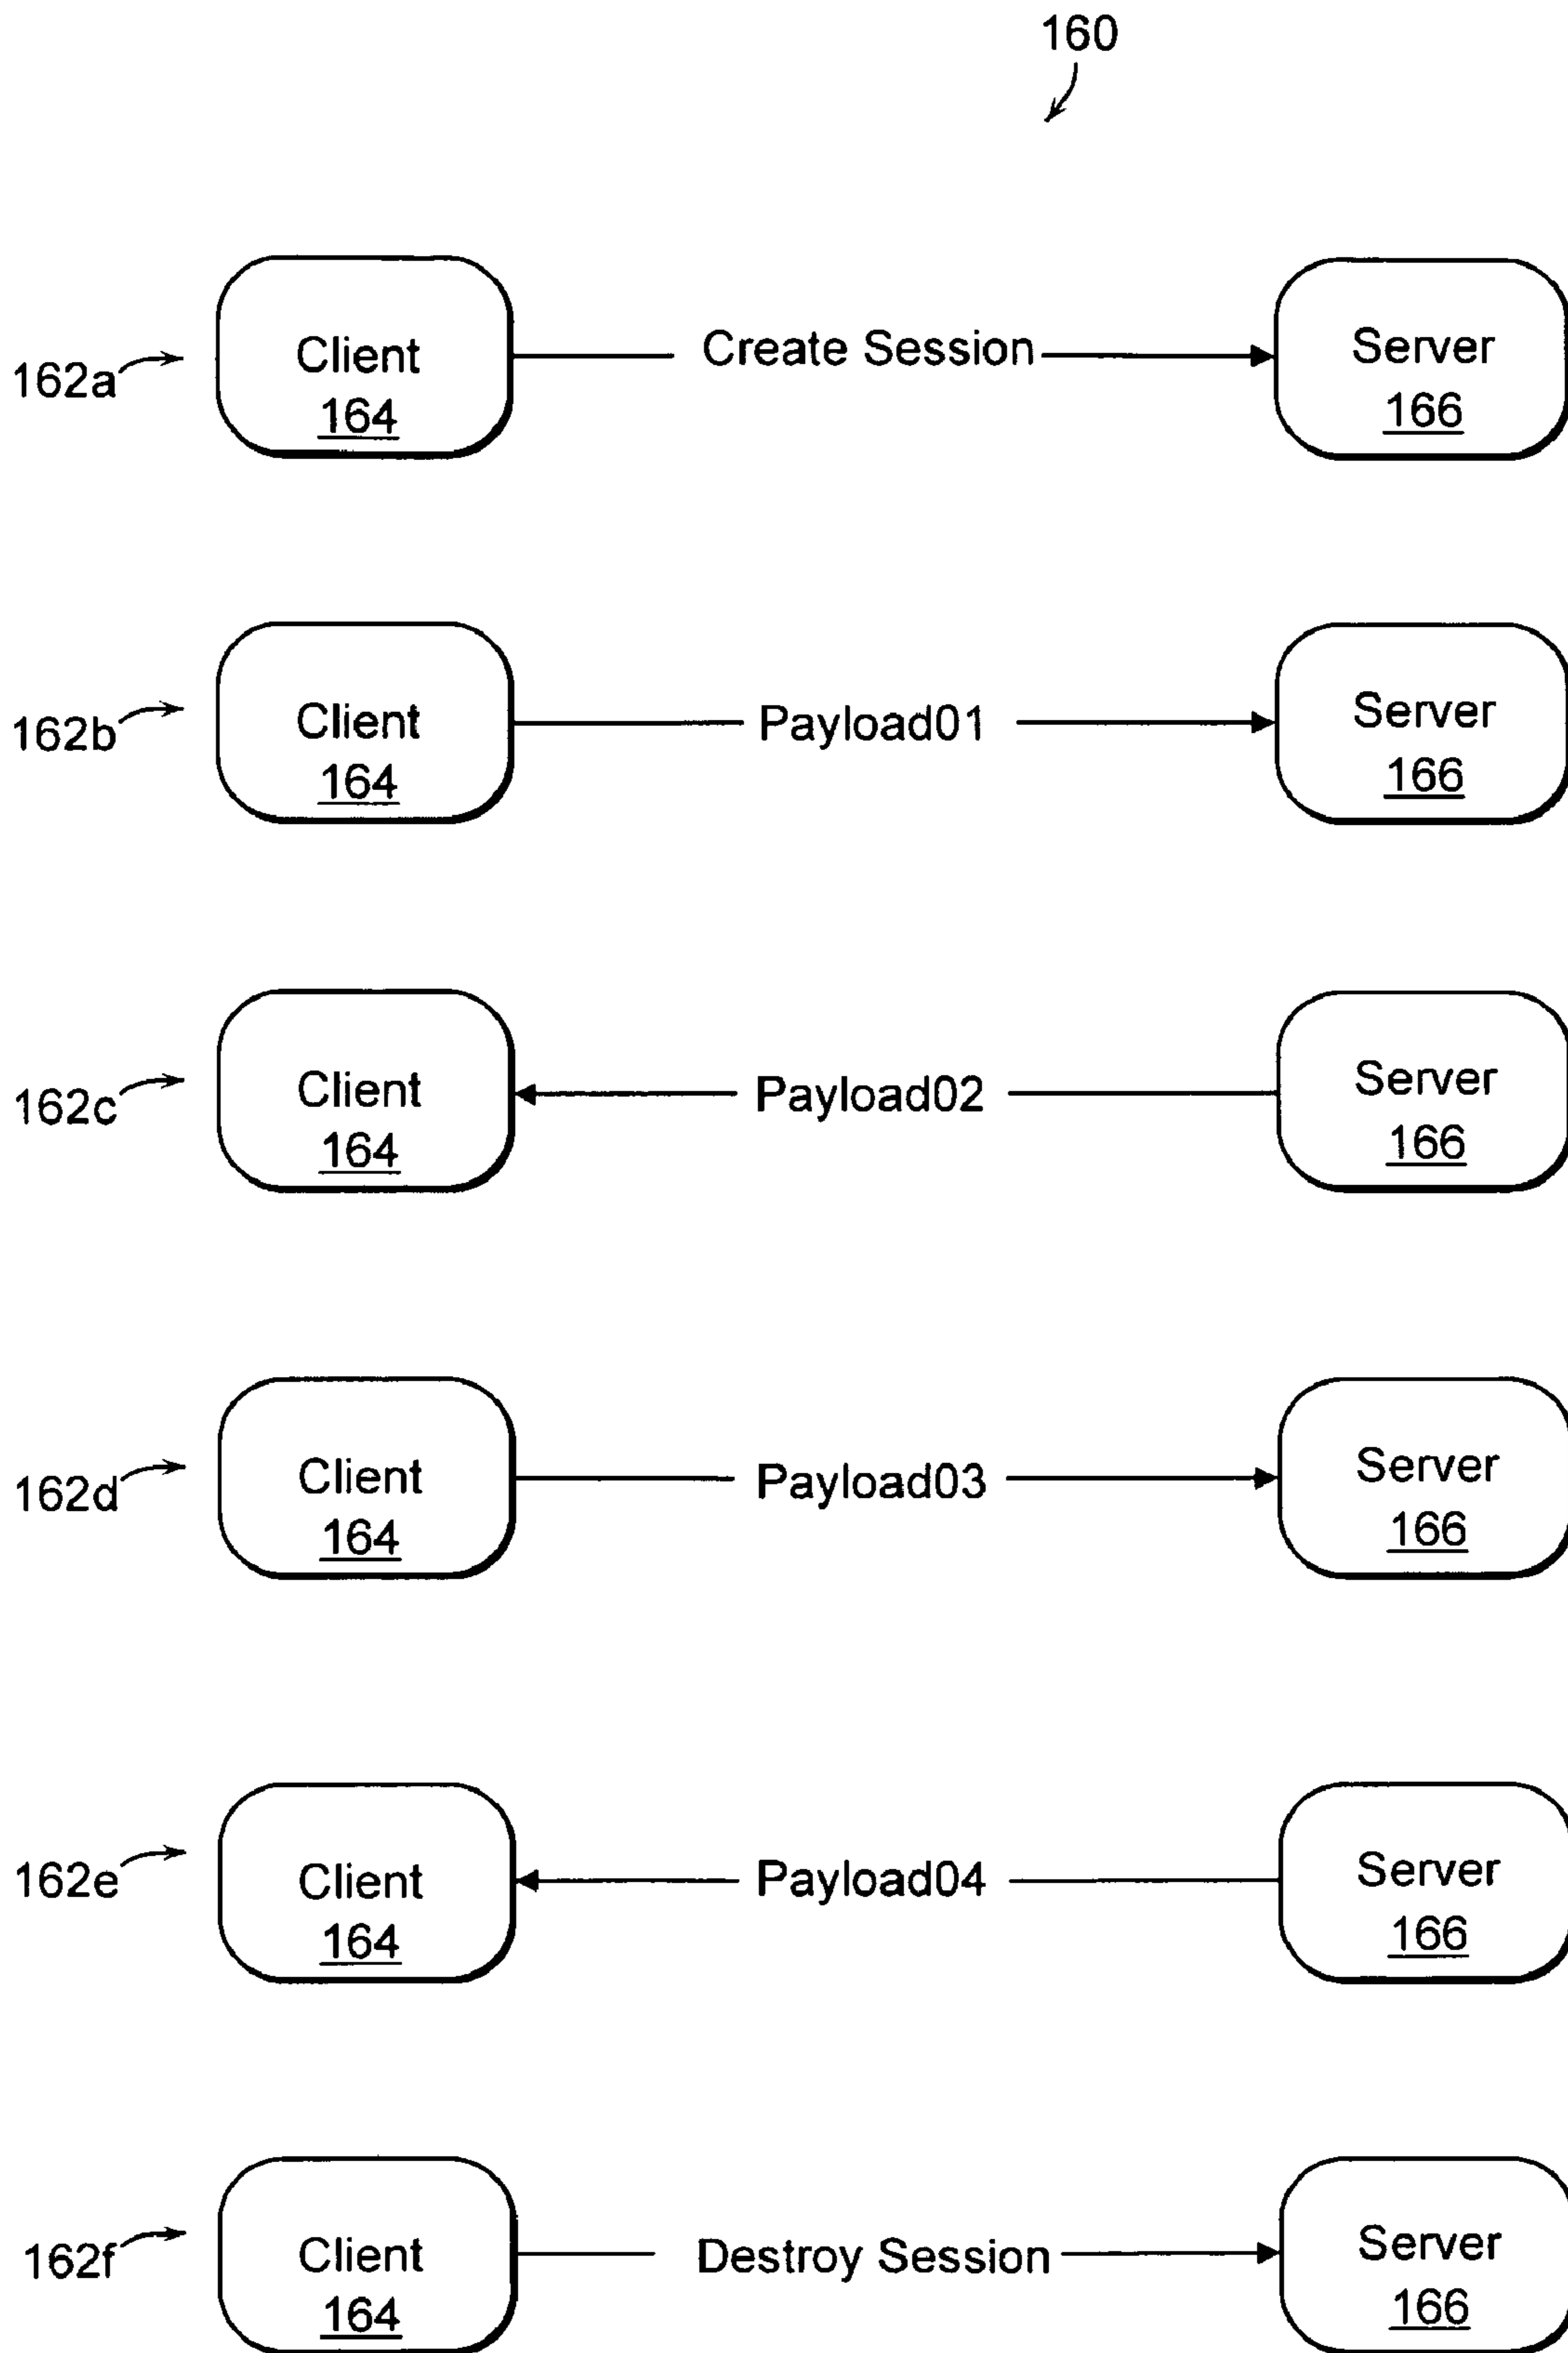 160
162a
Client
164
Create Session
Server
166
162b
Client
164
Payload01
Server
166
162c
Client
164
Payload02
Server
166
162d
Client
164
Payload03
Server
166
162e
Client
164
Payload04
Server
166
162f
Client
164
Destroy Session
Server
166